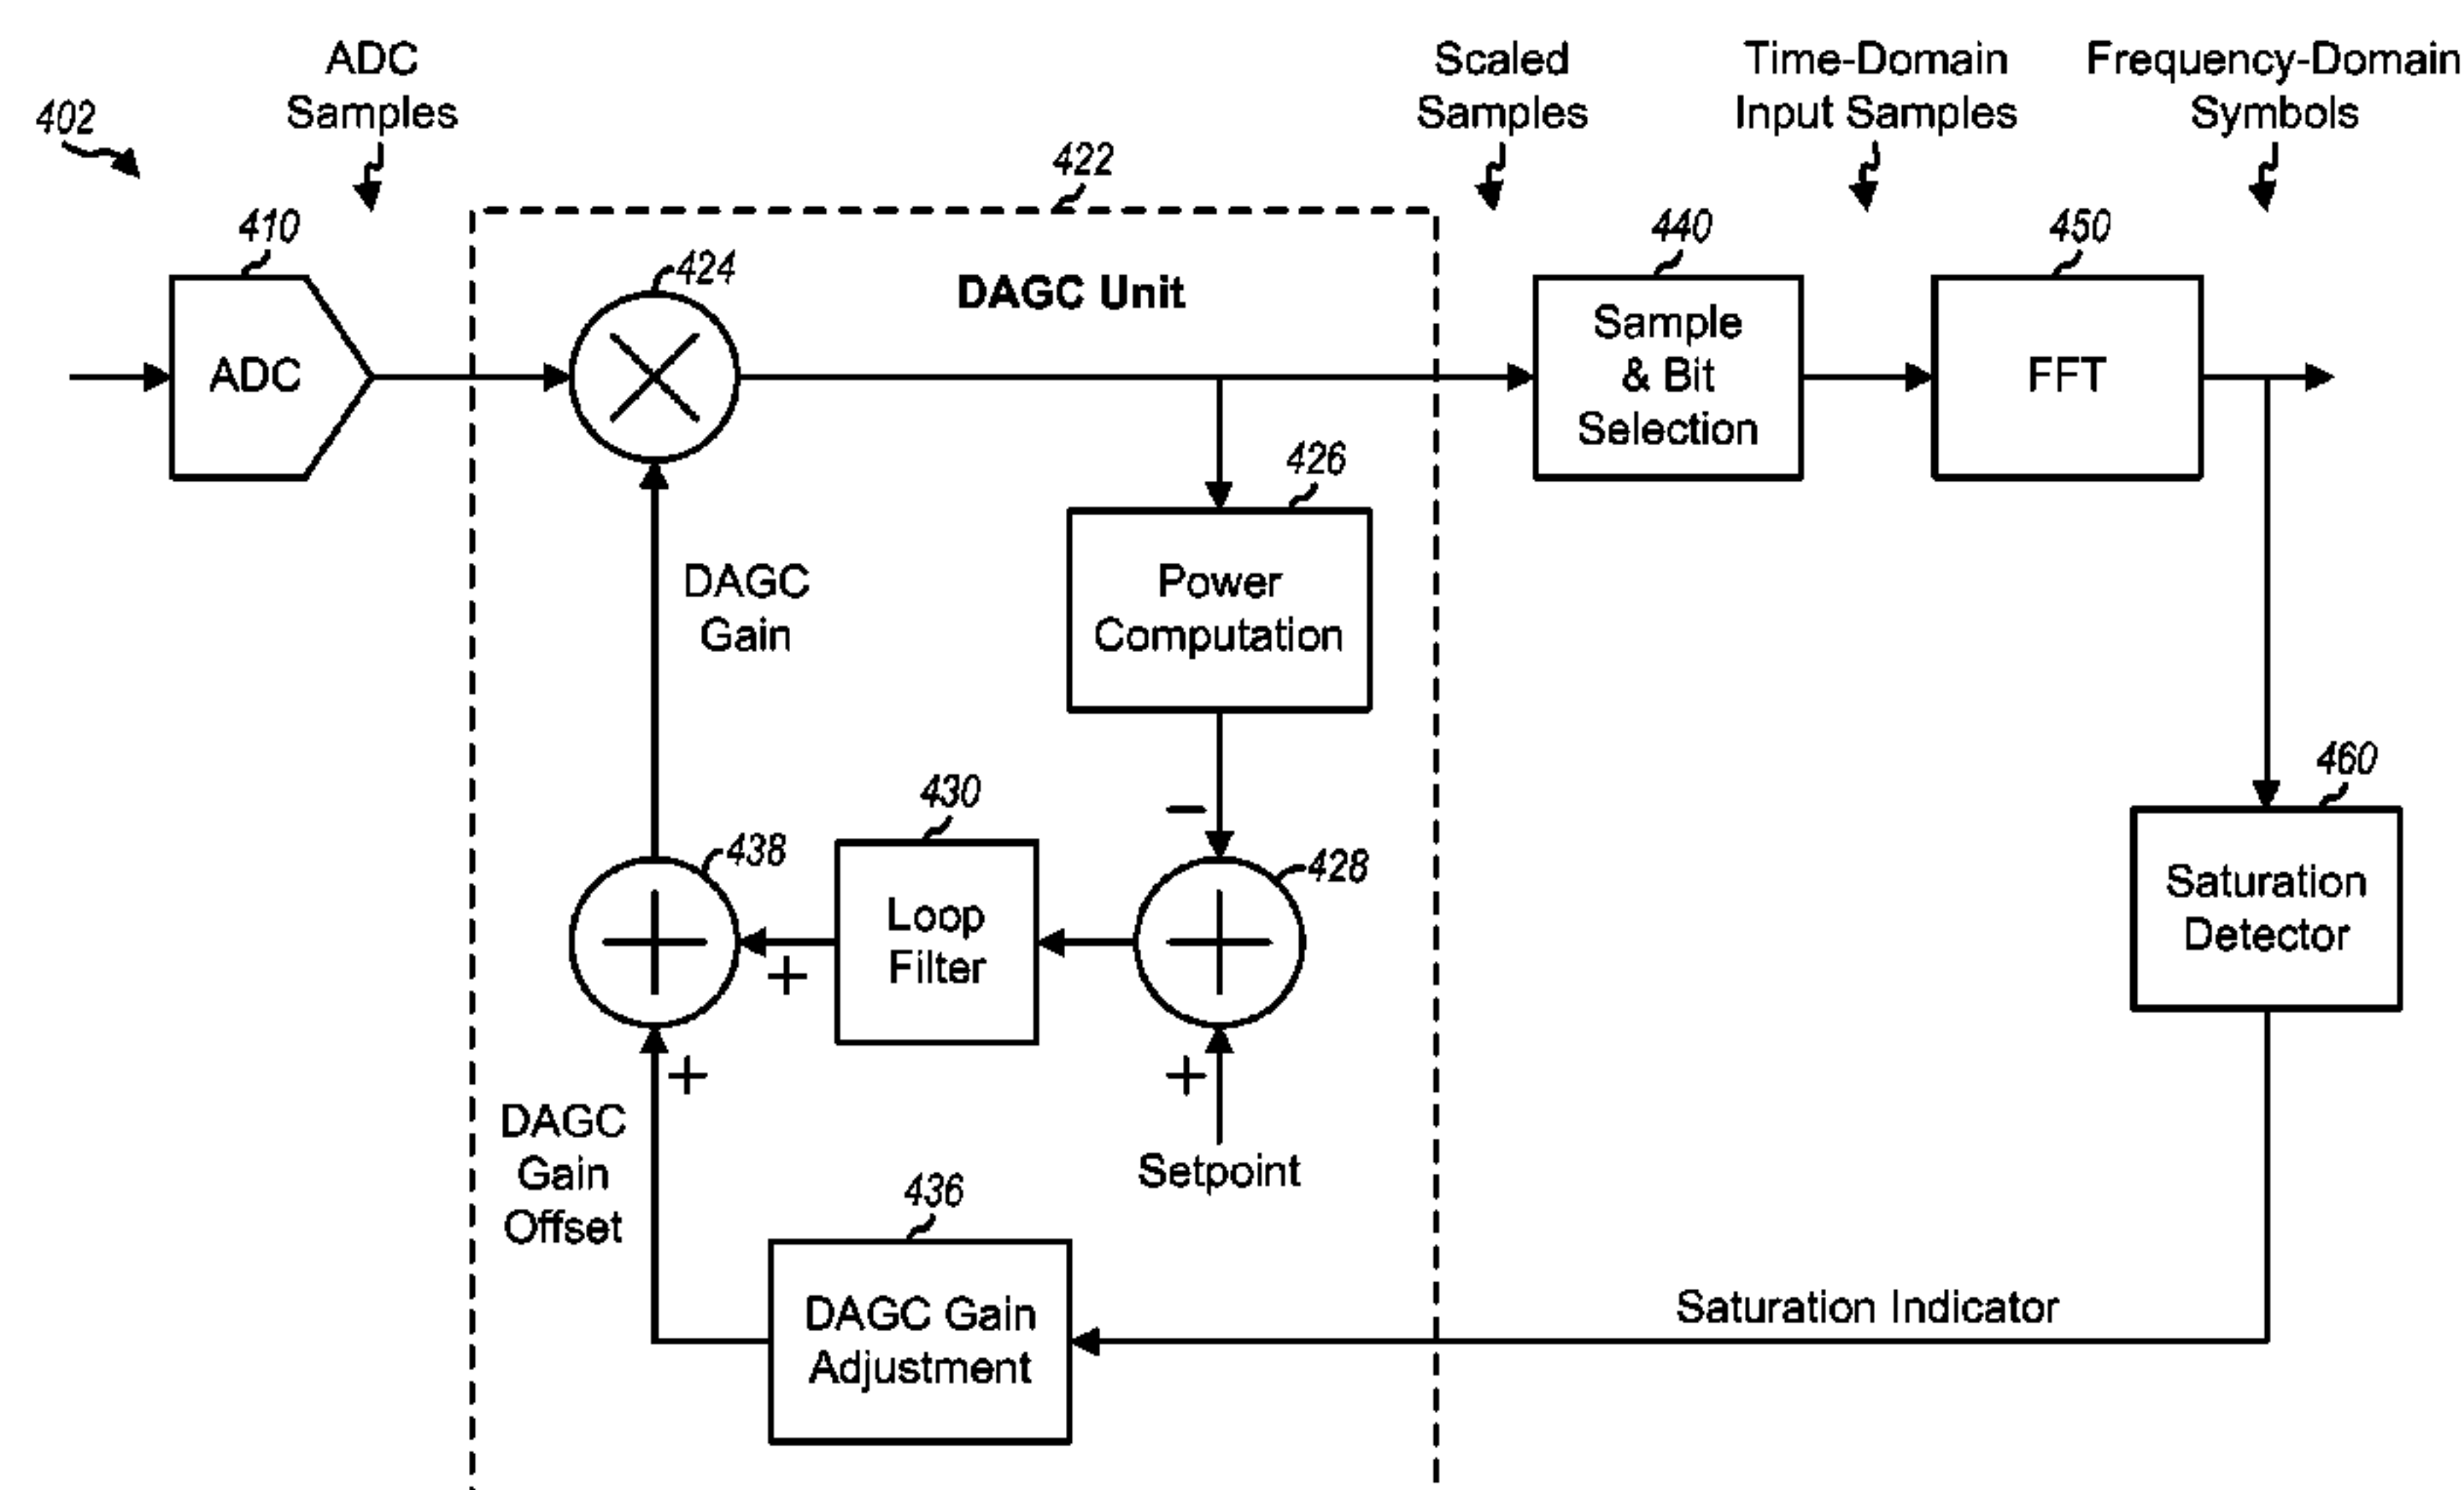 402
ADC
Samples
Scaled
Samples
Time-Domain
Input Samples
Frequency-Domain
Symbols
422
410
ADC
424
DAGC Unit
440
Sample
& Bit
Selection
450
FFT
426
Power
Computation
DAGC
Gain
460
Saturation
Detector
430
Loop
Filter
438
+
−
428
+
+
Setpoint
DAGC
Gain
Offset
436
DAGC Gain
Adjustment
Saturation Indicator